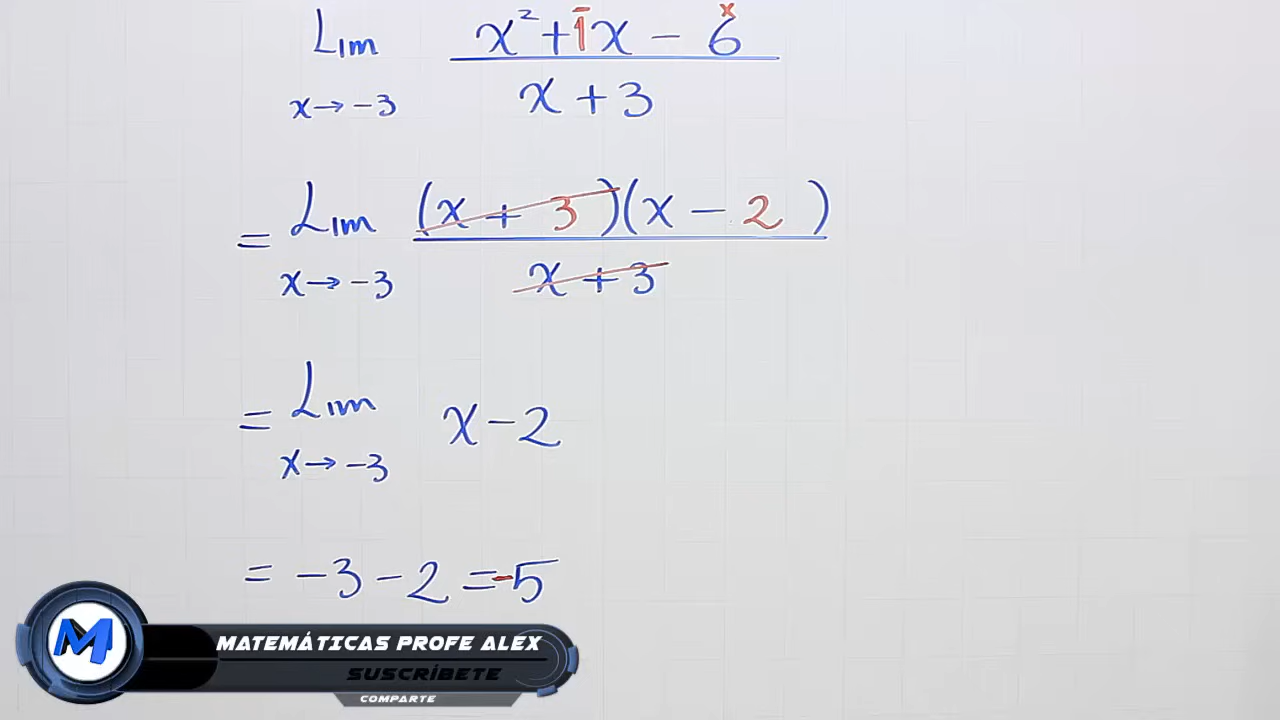 x
Lim x² + 1x - 6
x → -3 x + 3
= Lim (x + 3)(x - 2)
x → -3 x + 3
= Lim x - 2
x → -3
= -3 - 2 = -5
M
MATEMÁTICAS PROFE ALEX
SUSCRÍBETE
COMPARTE